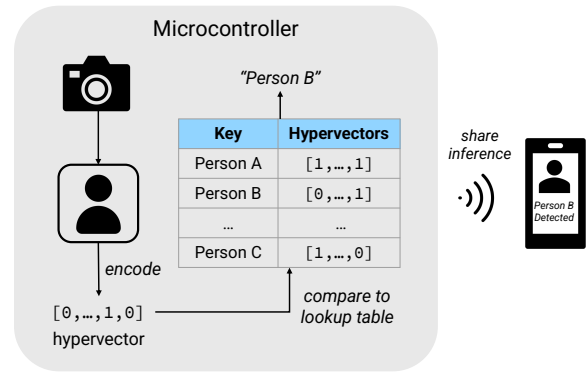 Microcontroller
“Person B”
Key Hypervectors
Person A [1,…,1]
Person B [0,…,1]
… …
Person C [1,…,0]
encode
[0,…,1,0]
hypervector
compare to
lookup table
share
inference
Person B
Detected